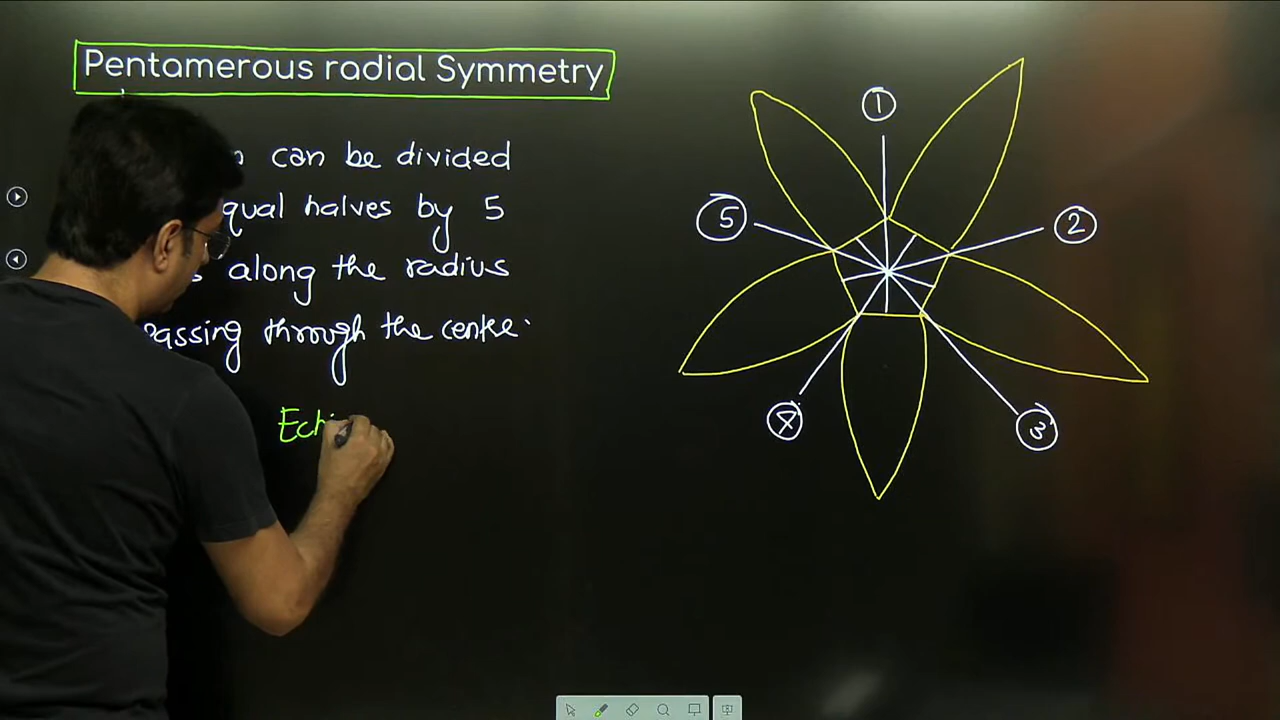 Pentamerous radial Symmetry
can be divided
qual halves by 5
along the radius
passing through the centre.
Ech
1
5
2
4
3